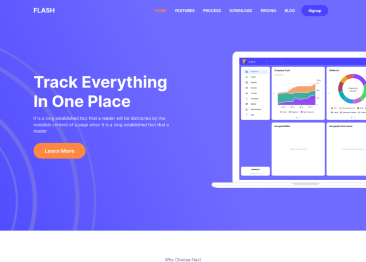 FLASH
HOME FEATURES PROCESS DOWNLOAD PRICING BLOG Signup
Track Everything
In One Place
It is a long established fact that a reader will be distracted by the
readable content of a page when it is a long established fact that a
reader
Learn More
Why Choose Next